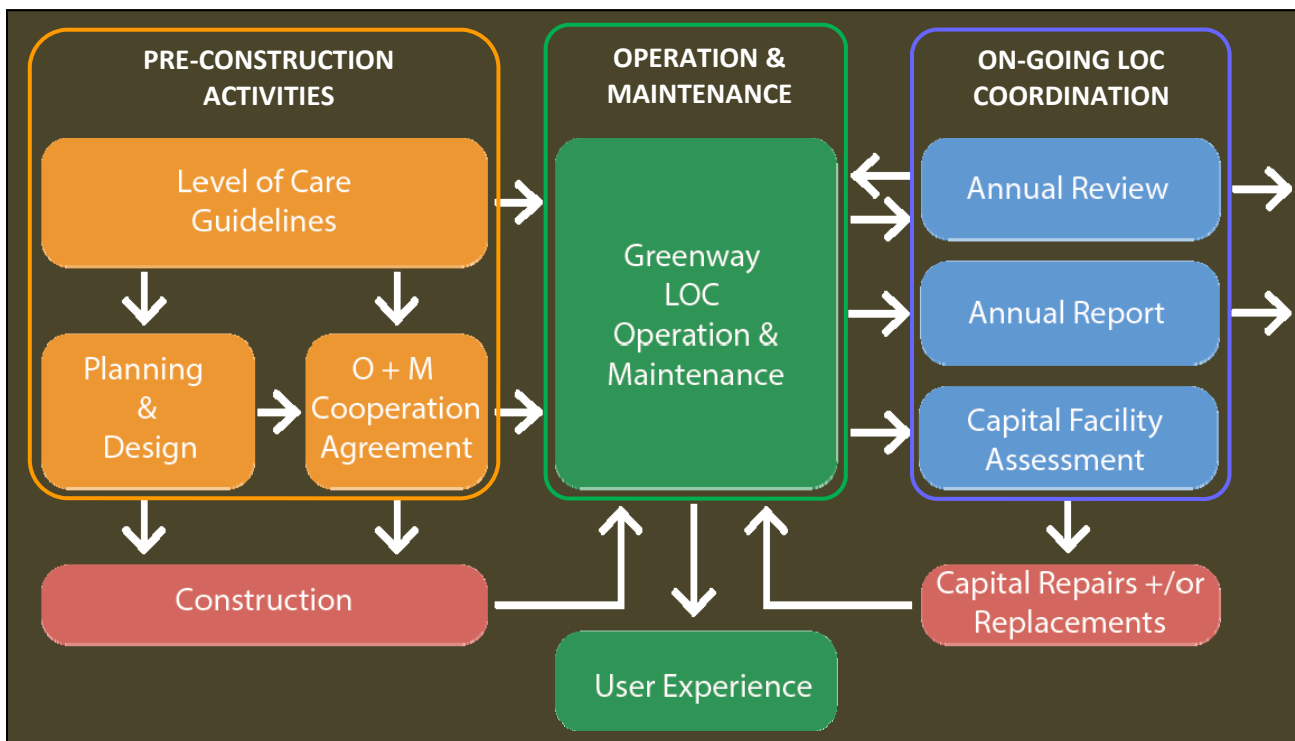 PRE-CONSTRUCTION
ACTIVITIES
Level of Care
Guidelines
Planning
&
Design
O + M
Cooperation
Agreement
Construction
OPERATION &
MAINTENANCE
Greenway
LOC
Operation &
Maintenance
User Experience
ON-GOING LOC
COORDINATION
Annual Review
Annual Report
Capital Facility
Assessment
Capital Repairs +/or
Replacements